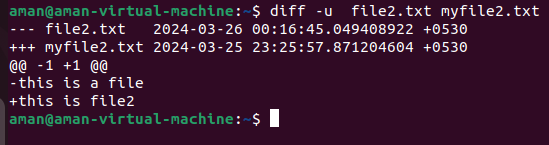 aman@aman-virtual-machine:~$ diff -u  file2.txt myfile2.txt
--- file2.txt   2024-03-26 00:16:45.049408922 +0530
+++ myfile2.txt 2024-03-25 23:25:57.871204604 +0530
@@ -1 +1 @@
-this is a file
+this is file2
aman@aman-virtual-machine:~$